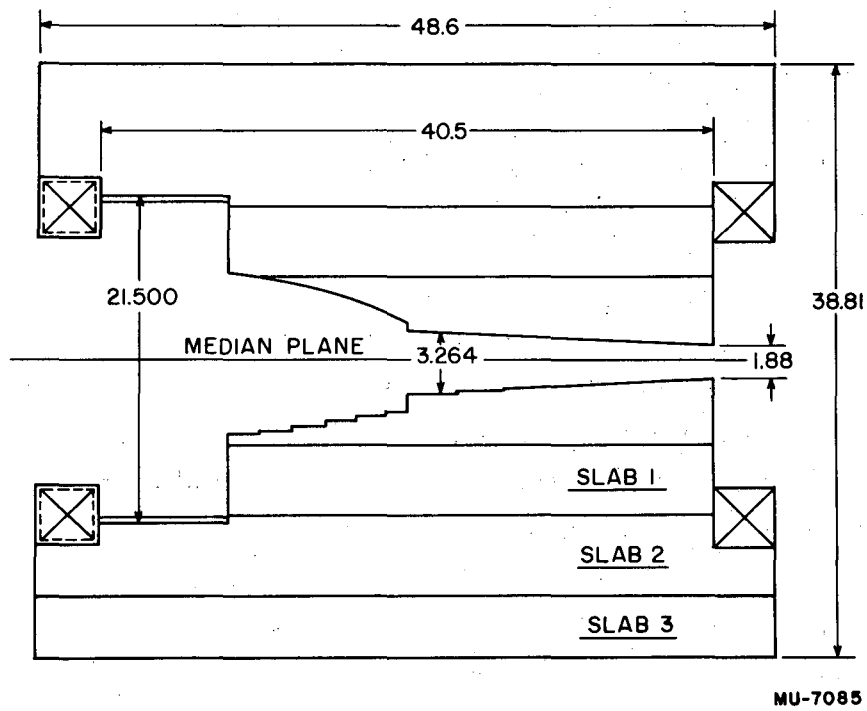 48.6
40.5
21.500
MEDIAN PLANE
3.264
38.81
1.88
SLAB 1
SLAB 2
SLAB 3
MU-7085